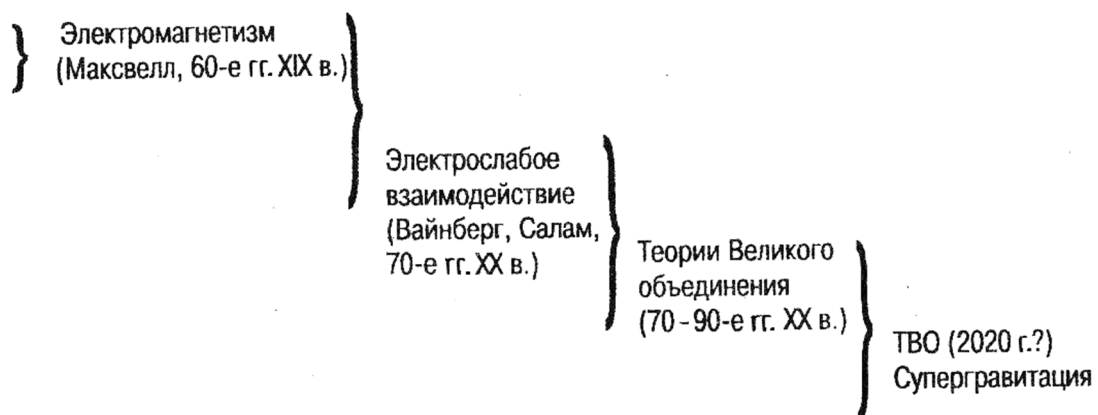 Электромагнетизм
(Максвелл, 60-е гг. XIX в.)
Электрослабое
взаимодействие
(Вайнберг, Салам,
70-е гг. XX в.)
Теории Великого
объединения
(70-90-е гг. XX в.)
ТВО (2020 г.?)
Супергравитация